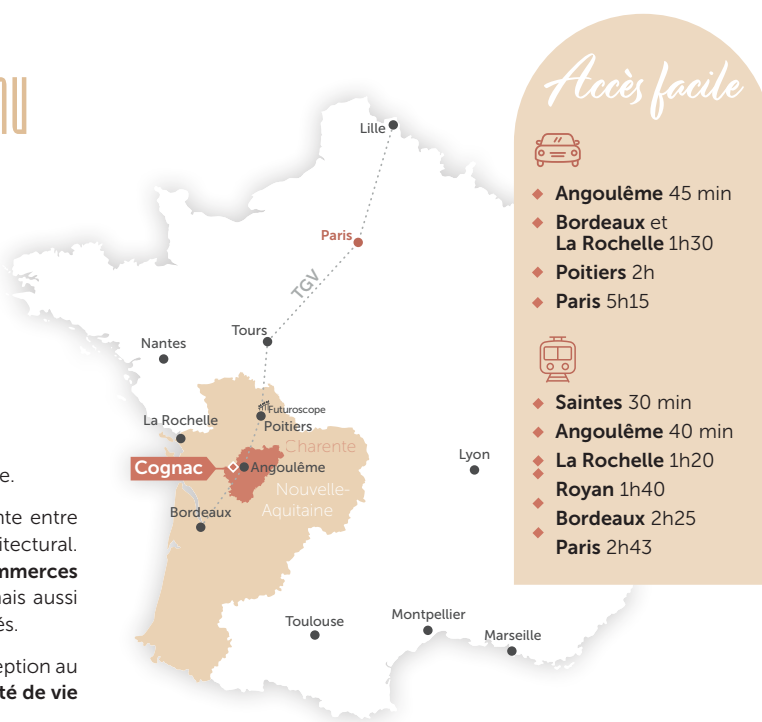 Lille
Paris
TGV
Tours
Nantes
Futuroscope
Poitiers
La Rochelle
Charente
Cognac
Angoulême
Lyon
Nouvelle-
Aquitaine
Bordeaux
Toulouse
Montpellier
Marseille
e.
nte entre
itectural.
mmerces
nais aussi
és.
eption au
té de vie
Accès facile
Angoulême 45 min
Bordeaux et
La Rochelle 1h30
Poitiers 2h
Paris 5h15
Saintes 30 min
Angoulême 40 min
La Rochelle 1h20
Royan 1h40
Bordeaux 2h25
Paris 2h43